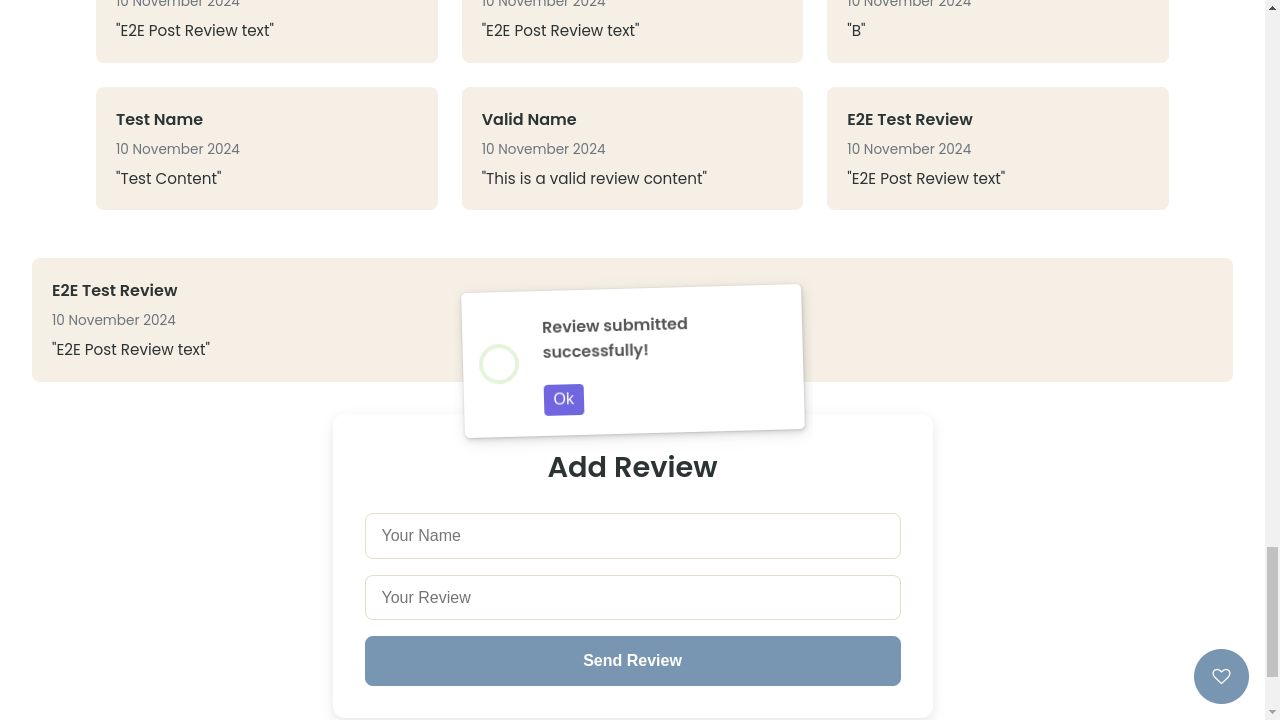 10 November 2024
10 November 2024
10 November 2024
"E2E Post Review text"
"E2E Post Review text"
"B"
Test Name
10 November 2024
"Test Content"
Valid Name
10 November 2024
"This is a valid review content"
E2E Test Review
10 November 2024
"E2E Post Review text"
E2E Test Review
10 November 2024
"E2E Post Review text"
Review submitted
successfully!
Ok
Add Review
Your Name
Your Review
Send Review